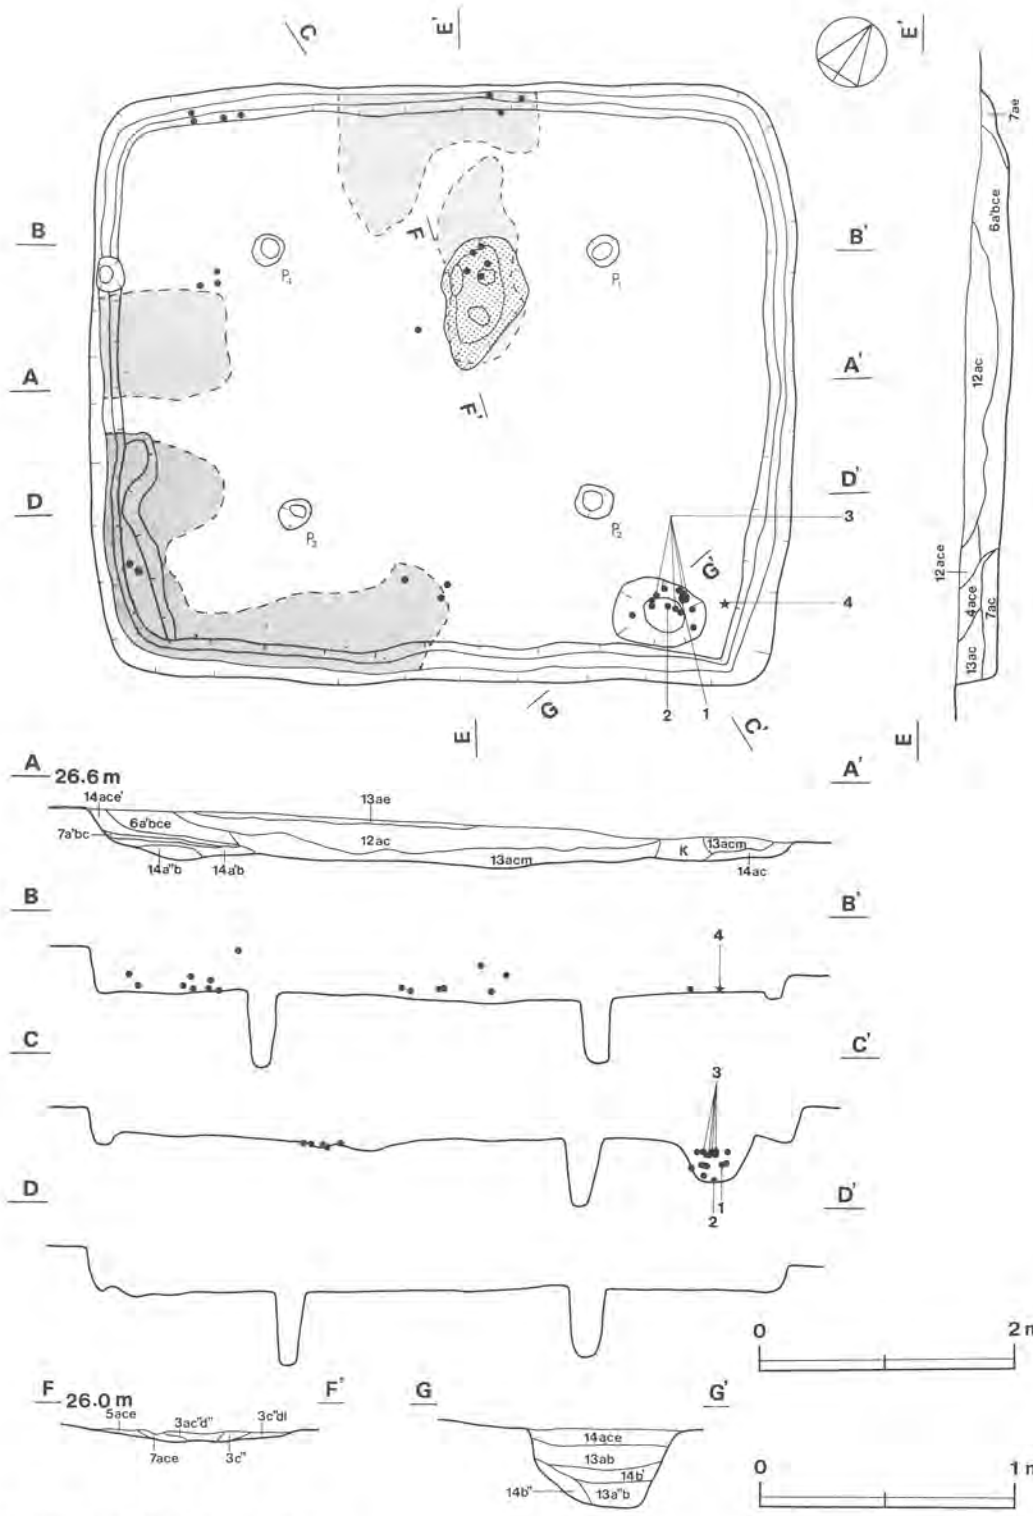 C E' E'
7ae
6a'bce
B B'
P4 P1
F
12ac
A A'
F'
D D'
3
P3 P2
G'
12ace
4ace
7ac
4
13ac
2 1
G C'
E E
A 26.6 m A'
14ace' 13ae
6a'bce
7a'bc 12ac
13acm K 13acm
14a"b 14a'b 14ac
B B'
4
C C'
3
D D'
1
2
0 2 m
F 26.0 m F' G G'
5ace 3ac"d" 3c"di
14ace
7ace 3c"
13ab
0 1 m
14b'
14b" 13a"b